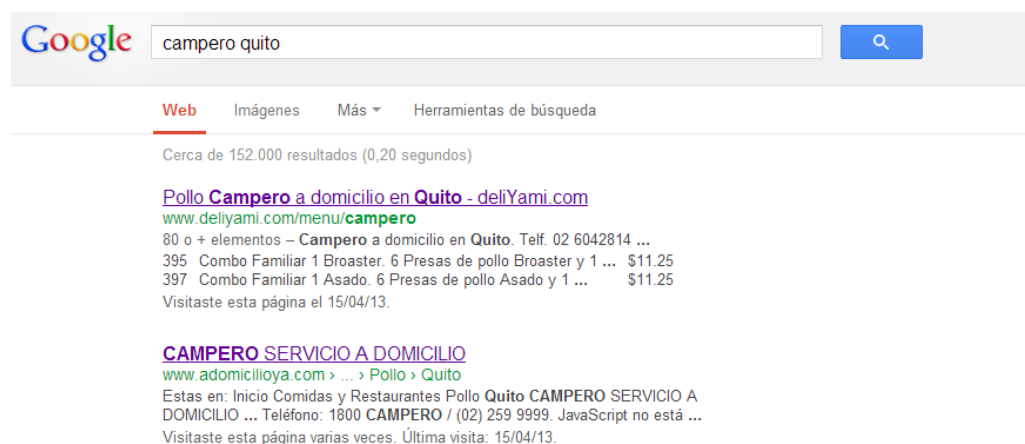 Google campero quito
Web Imágenes Más Herramientas de búsqueda
Cerca de 152.000 resultados (0,20 segundos)
Pollo Campero a domicilio en Quito - deliYami.com
www.deliyami.com/menu/campero
80 o + elementos – Campero a domicilio en Quito. Telf. 02 6042814 ...
395 Combo Familiar 1 Broaster. 6 Presas de pollo Broaster y 1 ... $11.25
397 Combo Familiar 1 Asado. 6 Presas de pollo Asado y 1 ... $11.25
Visitaste esta página el 15/04/13.
CAMPERO SERVICIO A DOMICILIO
www.adomicilioya.com › ... › Pollo › Quito
Estas en: Inicio Comidas y Restaurantes Pollo Quito CAMPERO SERVICIO A
DOMICILIO ... Teléfono: 1800 CAMPERO / (02) 259 9999. JavaScript no está ...
Visitaste esta página varias veces. Última visita: 15/04/13.